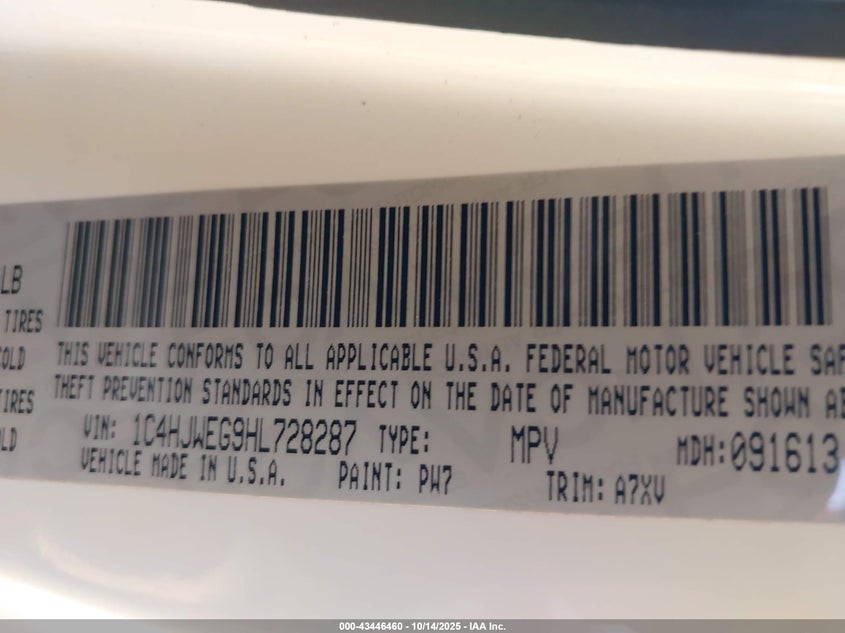 LB
TIRES
COLD
TIRES
LD
THIS VEHICLE CONFORMS TO ALL APPLICABLE U.S.A. FEDERAL MOTOR VEHICLE SAF
THEFT PREVENTION STANDARDS IN EFFECT ON THE DATE OF MANUFACTURE SHOWN AB
VIN: 1C4HJWEG9HL728287 TYPE: MPV MDH:091613
VEHICLE MADE IN U.S.A. PAINT: PW7 TRIM: A7XV
000-43446460 - 10/14/2025 - IAA Inc.